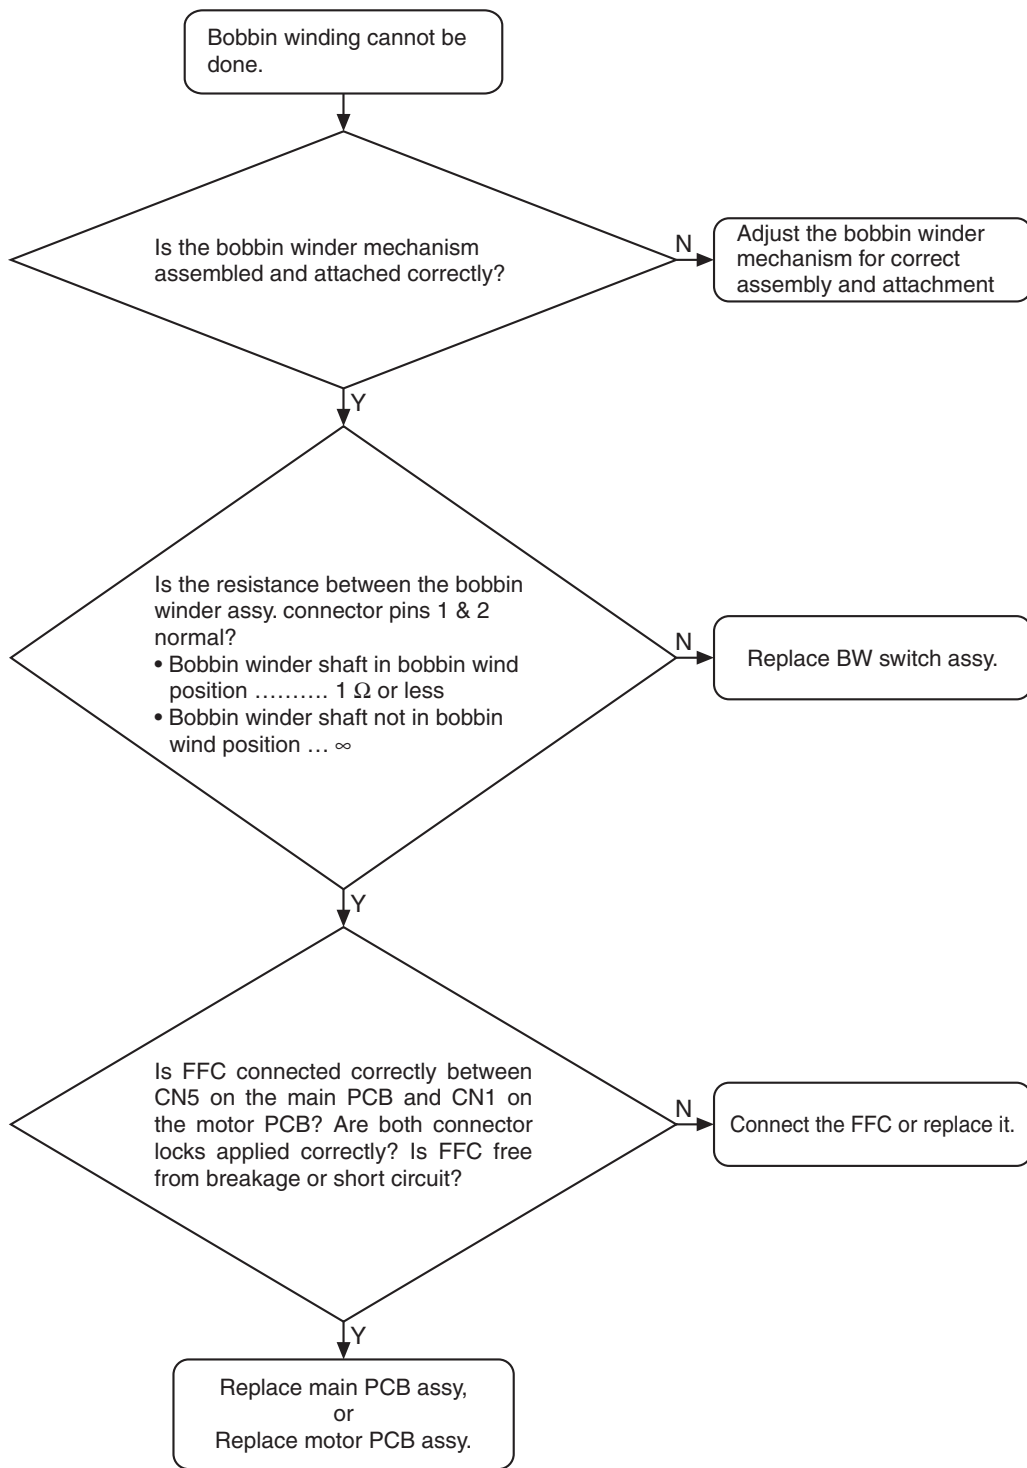 Bobbin winding cannot be
done.
Is the bobbin winder mechanism
assembled and attached correctly?
N
Adjust the bobbin winder
mechanism for correct
assembly and attachment
Y
Is the resistance between the bobbin
winder assy. connector pins 1 & 2
normal?
• Bobbin winder shaft in bobbin wind
position .......... 1 Ω or less
• Bobbin winder shaft not in bobbin
wind position ... ∞
N
Replace BW switch assy.
Y
Is FFC connected correctly between
CN5 on the main PCB and CN1 on
the motor PCB? Are both connector
locks applied correctly? Is FFC free
from breakage or short circuit?
N
Connect the FFC or replace it.
Y
Replace main PCB assy,
or
Replace motor PCB assy.